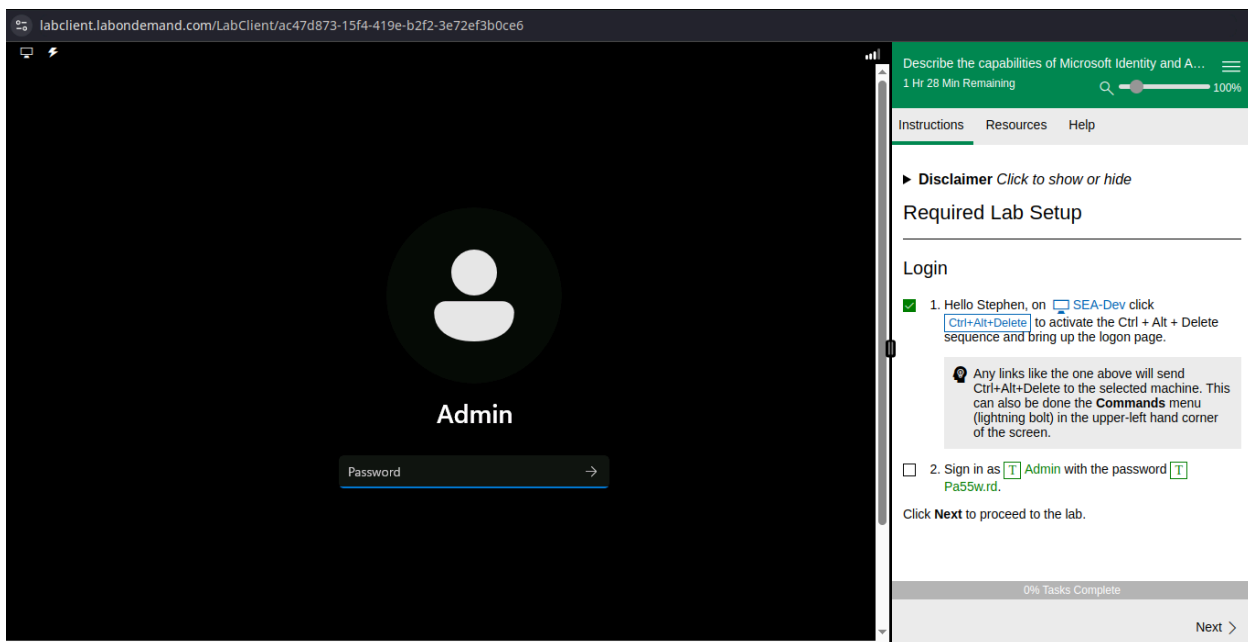 labclient.labondemand.com/LabClient/ac47d873-15f4-419e-b2f2-3e72ef3b0ce6
Admin
Password
Describe the capabilities of Microsoft Identity and A...
1 Hr 28 Min Remaining
100%
Instructions Resources Help
Disclaimer Click to show or hide
Required Lab Setup
Login
1. Hello Stephen, on SEA-Dev click
Ctrl+Alt+Delete to activate the Ctrl + Alt + Delete
sequence and bring up the logon page.
Any links like the one above will send
Ctrl+Alt+Delete to the selected machine. This
can also be done the Commands menu
(lightning bolt) in the upper-left hand corner
of the screen.
2. Sign in as T Admin with the password T
Pa55w.rd.
Click Next to proceed to the lab.
0% Tasks Complete
Next